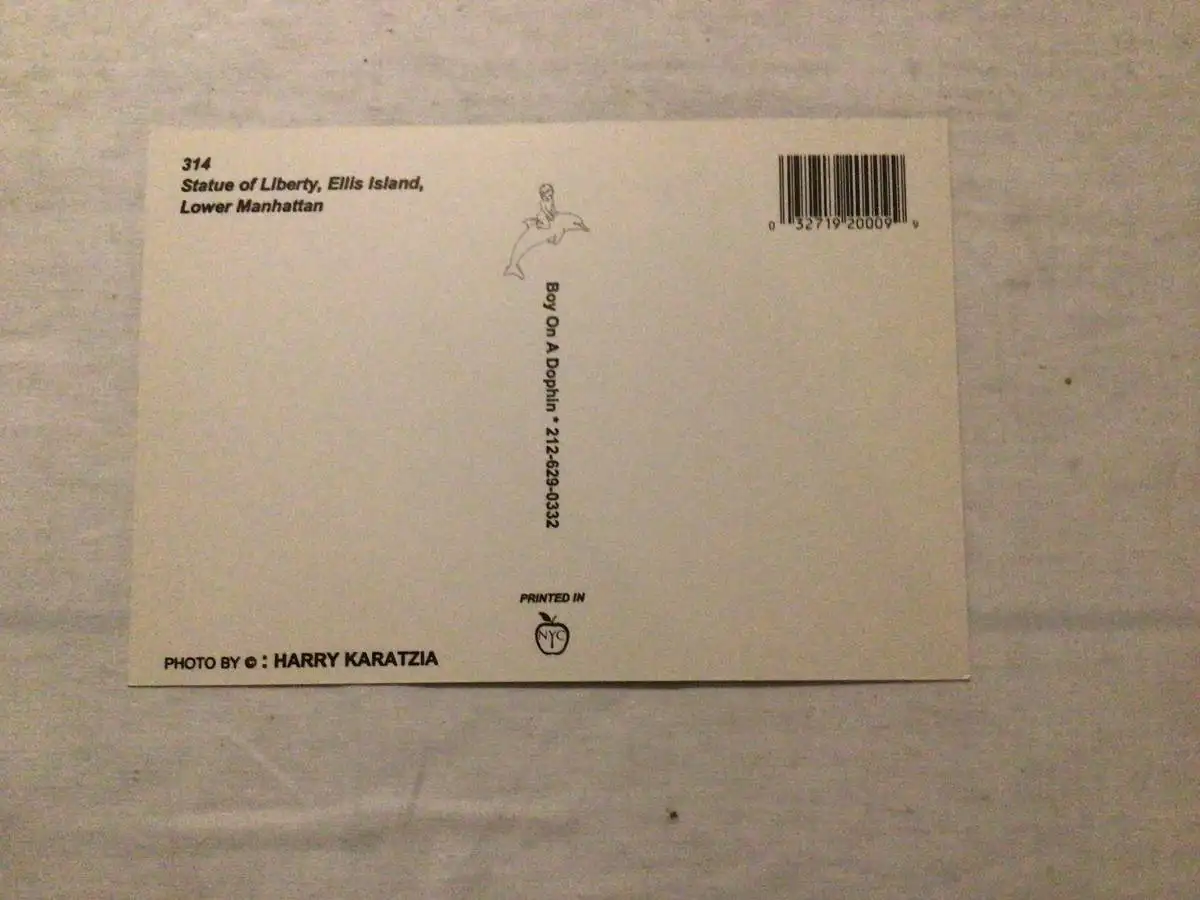 314
Statue of Liberty, Ellis Island,
Lower Manhattan
0 32719 20009 9
Boy On A Dophin * 212-629-0332
PRINTED IN
NYC
PHOTO BY © : HARRY KARATZIA